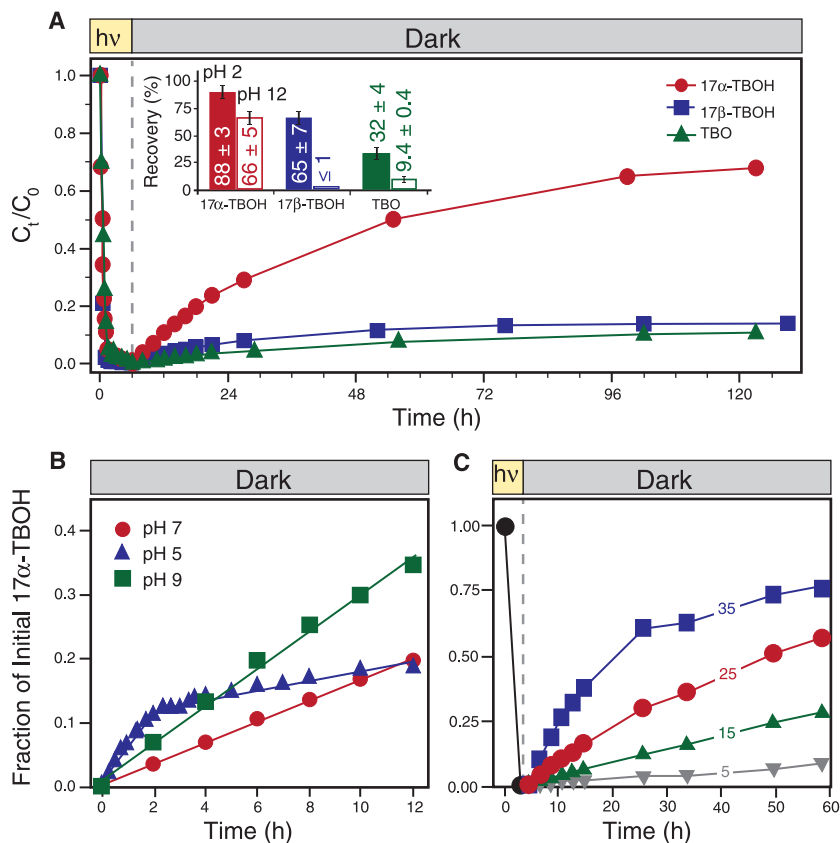 A
hν
Dark
1.0
0.8
0.6
0.4
0.2
0.0
Ct/C0
0
24
48
72
96
120
Time (h)
17α-TBOH
17β-TBOH
TBO
100
75
50
25
0
Recovery (%)
pH 2
pH 12
88 ± 3
66 ± 5
65 ± 7
≤ 1
32 ± 4
9.4 ± 0.4
17α-TBOH
17β-TBOH
TBO
B
Dark
0.4
0.3
0.2
0.1
0.0
Fraction of Initial 17α-TBOH
pH 7
pH 5
pH 9
0
2
4
6
8
10
12
Time (h)
C
hν
Dark
1.00
0.75
0.50
0.25
0.00
35
25
15
5
0
10
20
30
40
50
60
Time (h)